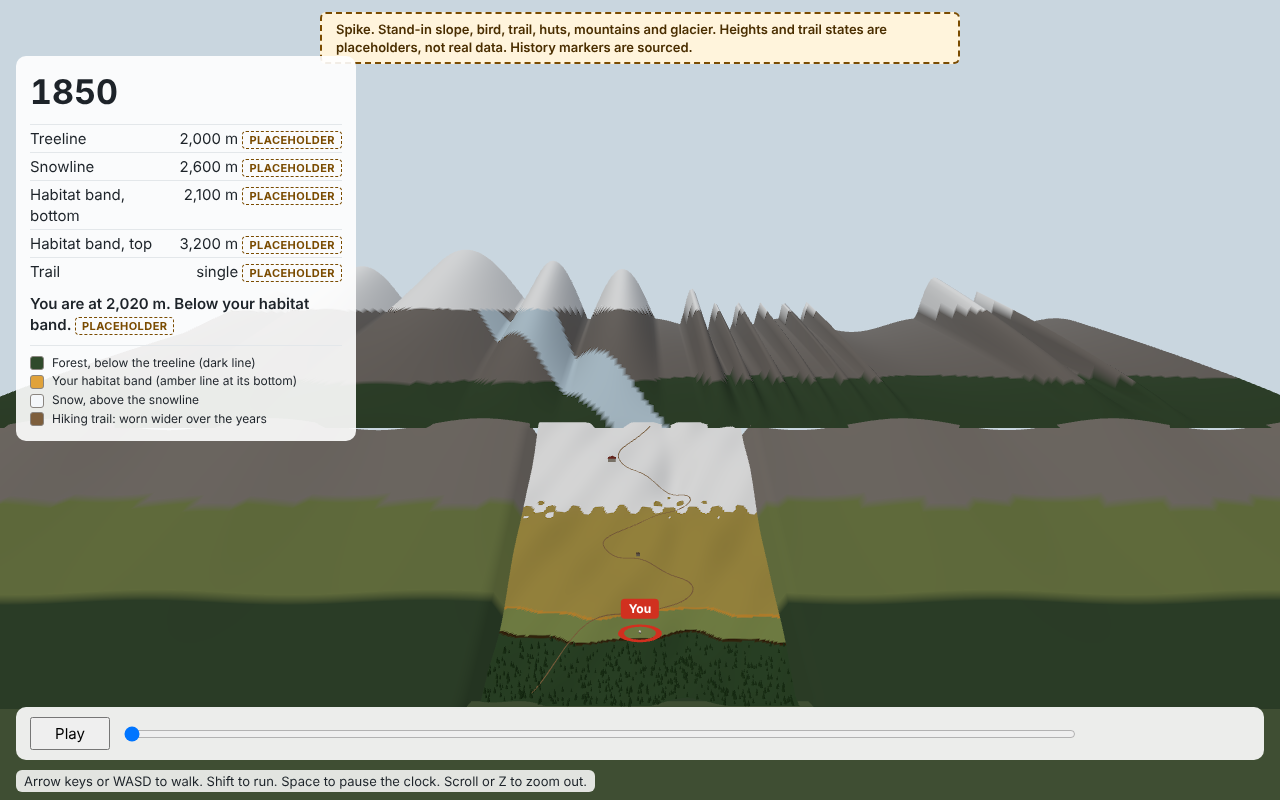 Spike. Stand-in slope, bird, trail, huts, mountains and glacier. Heights and trail states are
placeholders, not real data. History markers are sourced.
1850
Treeline 2,000 m PLACEHOLDER
Snowline 2,600 m PLACEHOLDER
Habitat band, 2,100 m PLACEHOLDER
bottom
Habitat band, top 3,200 m PLACEHOLDER
Trail single PLACEHOLDER
You are at 2,020 m. Below your habitat
band. PLACEHOLDER
Forest, below the treeline (dark line)
Your habitat band (amber line at its bottom)
Snow, above the snowline
Hiking trail: worn wider over the years
You
Play
Arrow keys or WASD to walk. Shift to run. Space to pause the clock. Scroll or Z to zoom out.